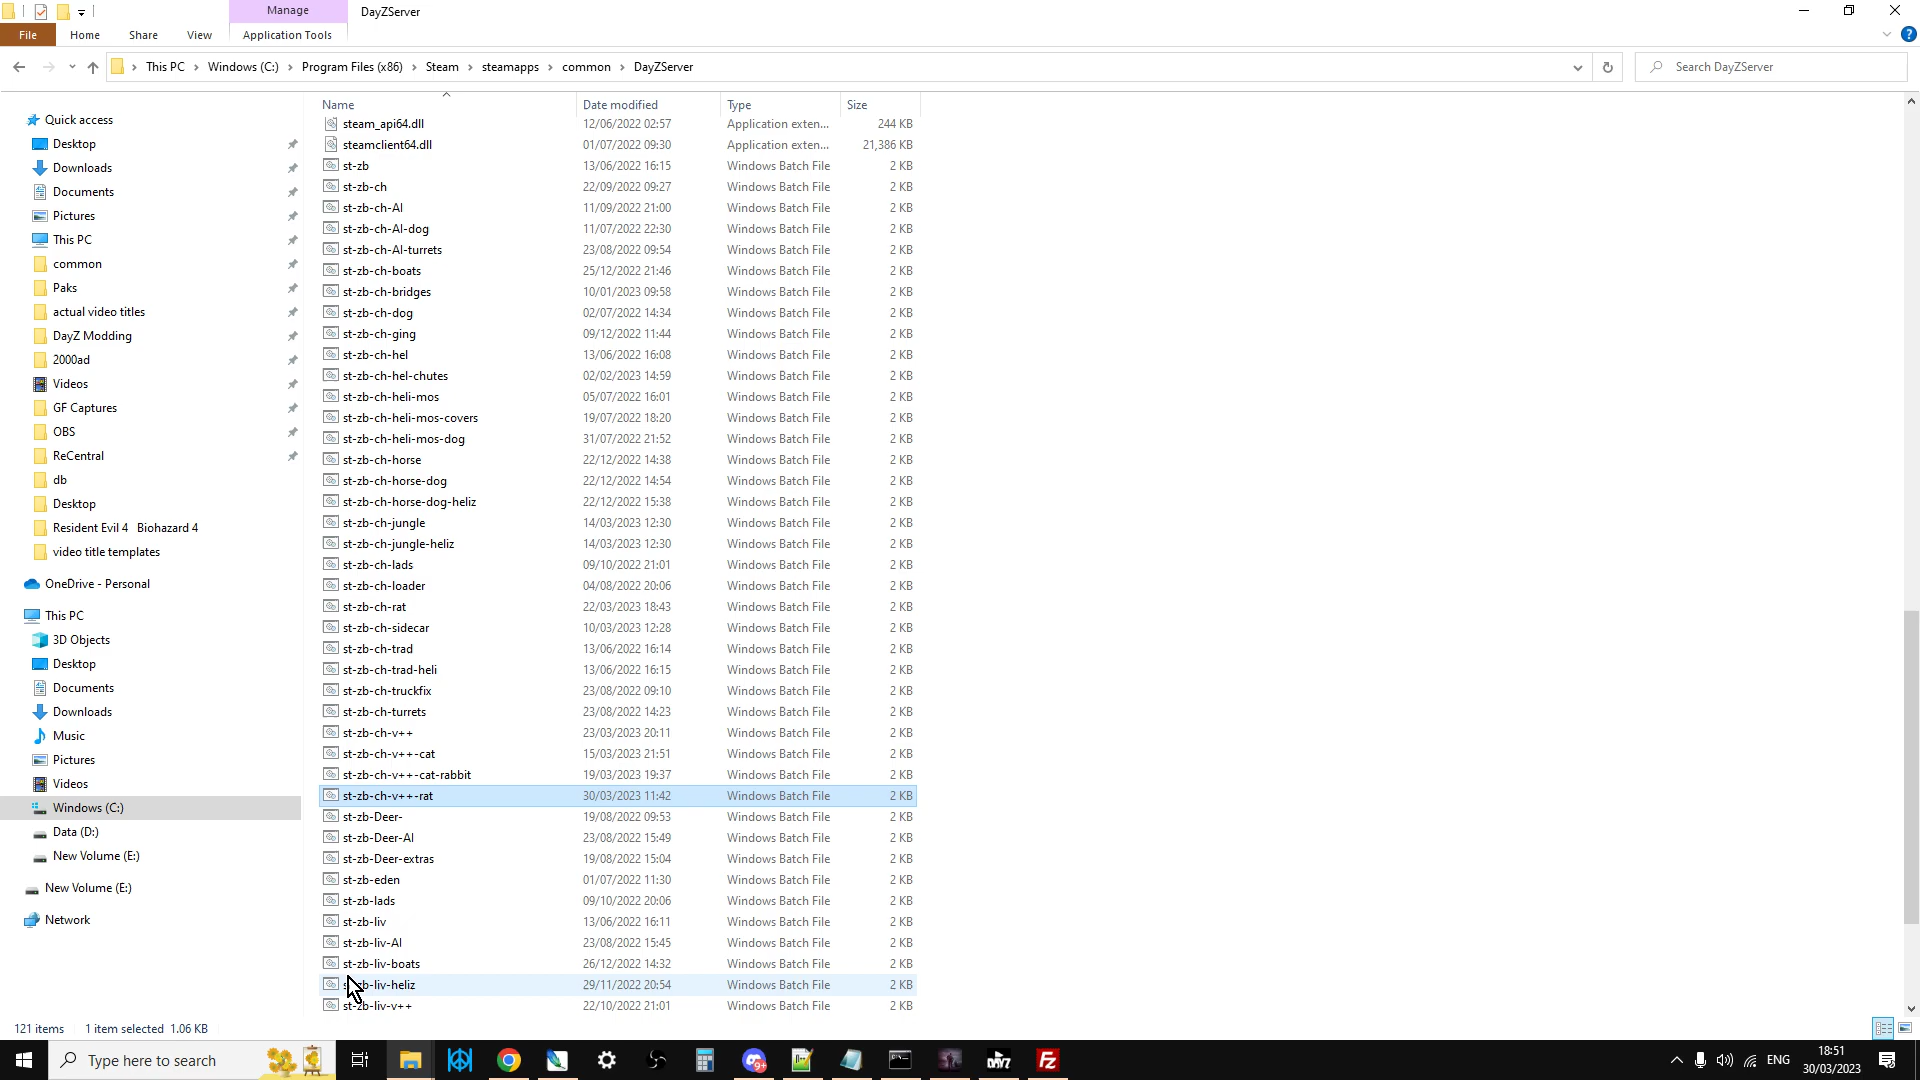 Manage
DayZServer
File
Home
Share
View
Application Tools
This PC
Windows (C:)
Program Files (x86)
Steam
steamapps
common
DayZServer
Search DayZServer
Name Date modified Type Size
Quick access
Desktop
Downloads
Documents
Pictures
This PC
common
Paks
actual video titles
DayZ Modding
2000ad
Videos
GF Captures
OBS
ReCentral
db
Desktop
Resident Evil 4 Biohazard 4
video title templates
OneDrive - Personal
This PC
3D Objects
Desktop
Documents
Downloads
Music
Pictures
Videos
Windows (C:)
Data (D:)
New Volume (E:)
New Volume (E:)
Network
steam_api64.dll 12/06/2022 02:57 Application exten... 244 KB
steamclient64.dll 01/07/2022 09:30 Application exten... 21,386 KB
st-zb 13/06/2022 16:15 Windows Batch File 2 KB
st-zb-ch 22/09/2022 09:27 Windows Batch File 2 KB
st-zb-ch-AI 11/09/2022 21:00 Windows Batch File 2 KB
st-zb-ch-AI-dog 11/07/2022 22:30 Windows Batch File 2 KB
st-zb-ch-AI-turrets 23/08/2022 09:54 Windows Batch File 2 KB
st-zb-ch-boats 25/12/2022 21:46 Windows Batch File 2 KB
st-zb-ch-bridges 10/01/2023 09:58 Windows Batch File 2 KB
st-zb-ch-dog 02/07/2022 14:34 Windows Batch File 2 KB
st-zb-ch-ging 09/12/2022 11:44 Windows Batch File 2 KB
st-zb-ch-hel 13/06/2022 16:08 Windows Batch File 2 KB
st-zb-ch-hel-chutes 02/02/2023 14:59 Windows Batch File 2 KB
st-zb-ch-heli-mos 05/07/2022 16:01 Windows Batch File 2 KB
st-zb-ch-heli-mos-covers 19/07/2022 18:20 Windows Batch File 2 KB
st-zb-ch-heli-mos-dog 31/07/2022 21:52 Windows Batch File 2 KB
st-zb-ch-horse 22/12/2022 14:38 Windows Batch File 2 KB
st-zb-ch-horse-dog 22/12/2022 14:54 Windows Batch File 2 KB
st-zb-ch-horse-dog-heliz 22/12/2022 15:38 Windows Batch File 2 KB
st-zb-ch-jungle 14/03/2023 12:30 Windows Batch File 2 KB
st-zb-ch-jungle-heliz 14/03/2023 12:30 Windows Batch File 2 KB
st-zb-ch-lads 09/10/2022 21:01 Windows Batch File 2 KB
st-zb-ch-loader 04/08/2022 20:06 Windows Batch File 2 KB
st-zb-ch-rat 22/03/2023 18:43 Windows Batch File 2 KB
st-zb-ch-sidecar 10/03/2023 12:28 Windows Batch File 2 KB
st-zb-ch-trad 13/06/2022 16:14 Windows Batch File 2 KB
st-zb-ch-trad-heli 13/06/2022 16:15 Windows Batch File 2 KB
st-zb-ch-truckfix 23/08/2022 09:10 Windows Batch File 2 KB
st-zb-ch-turrets 23/08/2022 14:23 Windows Batch File 2 KB
st-zb-ch-v++ 23/03/2023 20:11 Windows Batch File 2 KB
st-zb-ch-v++-cat 15/03/2023 21:51 Windows Batch File 2 KB
st-zb-ch-v++-cat-rabbit 19/03/2023 19:37 Windows Batch File 2 KB
st-zb-ch-v++-rat 30/03/2023 11:42 Windows Batch File 2 KB
st-zb-Deer- 19/08/2022 09:53 Windows Batch File 2 KB
st-zb-Deer-AI 23/08/2022 15:49 Windows Batch File 2 KB
st-zb-Deer-extras 19/08/2022 15:04 Windows Batch File 2 KB
st-zb-eden 01/07/2022 11:30 Windows Batch File 2 KB
st-zb-lads 09/10/2022 20:06 Windows Batch File 2 KB
st-zb-liv 13/06/2022 16:11 Windows Batch File 2 KB
st-zb-liv-AI 23/08/2022 15:45 Windows Batch File 2 KB
st-zb-liv-boats 26/12/2022 14:32 Windows Batch File 2 KB
st-zb-liv-heliz 29/11/2022 20:54 Windows Batch File 2 KB
st-zb-liv-v++ 22/10/2022 21:01 Windows Batch File 2 KB
121 items 1 item selected 1.06 KB
Type here to search
9+
DAYZ
Fz
ENG
18:51
30/03/2023